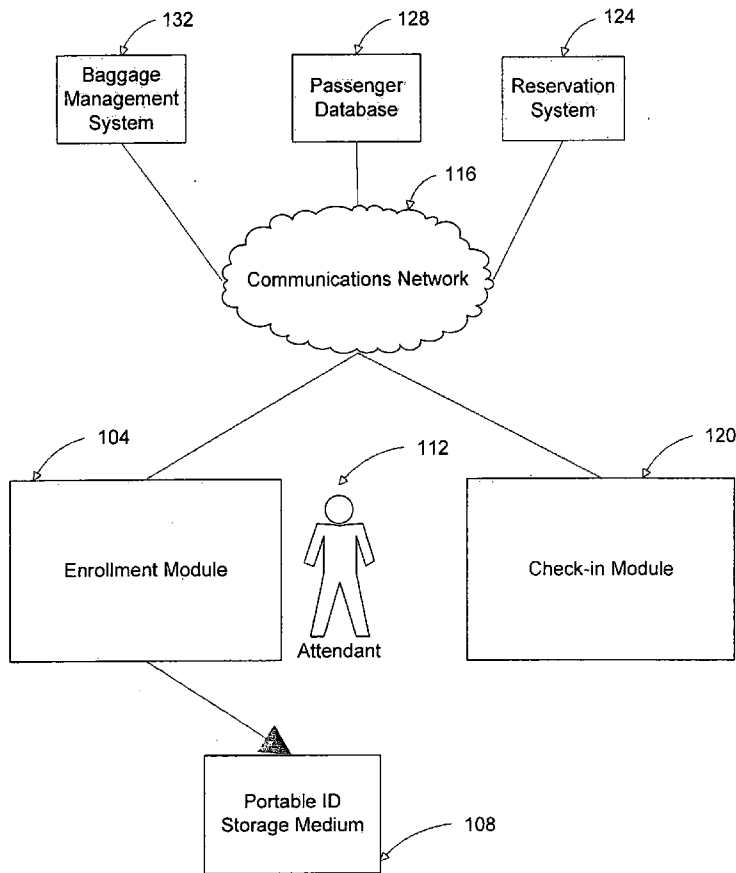 132
128
124
Baggage
Management
System
Passenger
Database
Reservation
System
116
Communications Network
104
112
120
Enrollment Module
Check-in Module
Attendant
Portable ID
Storage Medium
108